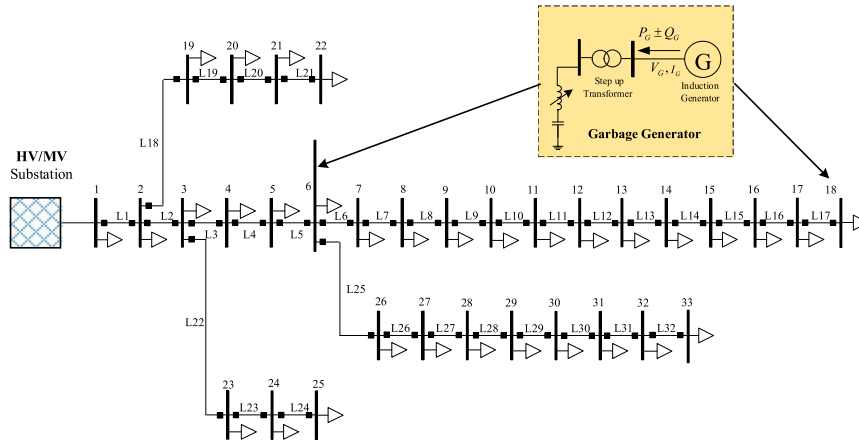 P_G ± Q_G
V_G, I_G
G
Step up
Transformer
Induction
Generator
Garbage Generator
19
20
21
22
L19
L20
L21
L18
HV/MV
Substation
1
2
3
4
5
6
7
8
9
10
11
12
13
14
15
16
17
18
L1
L2
L3
L4
L5
L6
L7
L8
L9
L10
L11
L12
L13
L14
L15
L16
L17
L25
L22
26
27
28
29
30
31
32
33
L26
L27
L28
L29
L30
L31
L32
23
24
25
L23
L24